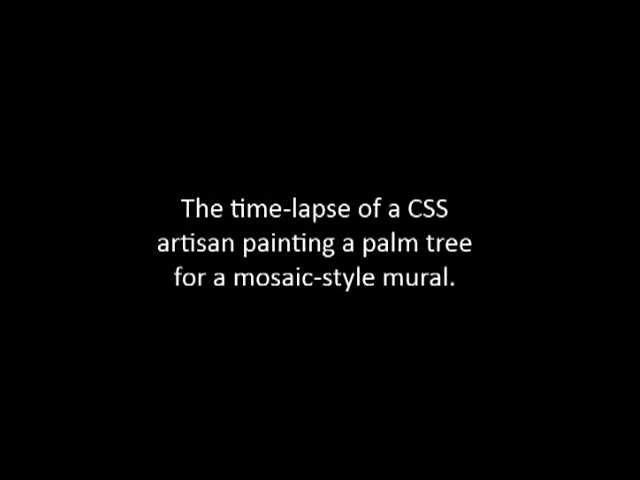 The time-lapse of a CSS
artisan painting a palm tree
for a mosaic-style mural.